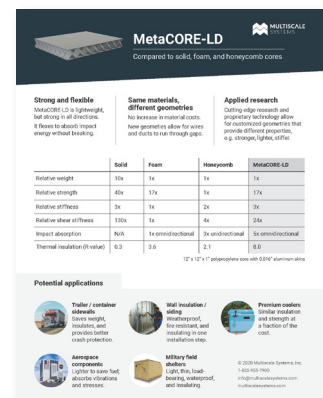 MULTISCALE
SYSTEMS
MetaCORE-LD
Compared to solid, foam, and honeycomb cores
Strong and flexible
MetaCORE-LD is lightweight,
but strong in all directions.
It flexes to absorb impact
energy without breaking.
Same materials,
different geometries
No increase in material costs.
New geometries allow for wires
and ducts to run through gaps.
Applied research
Cutting-edge research and
proprietary technology allow
for customized geometries that
provide different properties,
e.g. stronger, lighter, stiffer.
Solid Foam Honeycomb MetaCORE-LD
Relative weight 10x 1x 1x 1x
Relative strength 40x 17x 1x 17x
Relative stiffness 3x 1x 2x 3x
Relative shear stiffness 130x 1x 4x 24x
Impact absorption N/A 1x omnidirectional 3x unidirectional 5x omnidirectional
Thermal insulation (R value) 0.3 3.6 2.1 8.0
12" x 12" x 1" polypropylene core with 0.016" aluminum skins
Potential applications
Trailer / container
sidewalls
Saves weight,
insulates, and
provides better
crash protection.
Wall insulation /
siding
Weatherproof,
fire resistant, and
insulating in one
installation step.
Premium coolers
Similar insulation
and strength at
a fraction of the
cost.
Aerospace
components
Lighter to save fuel;
absorbs vibrations
and stresses.
Military field
shelters
Light, thin, load-
bearing, waterproof,
and insulating.
© 2020 Multiscale Systems, Inc.
1-833-955-7900
info@multiscalesystems.com
multiscalesystems.com